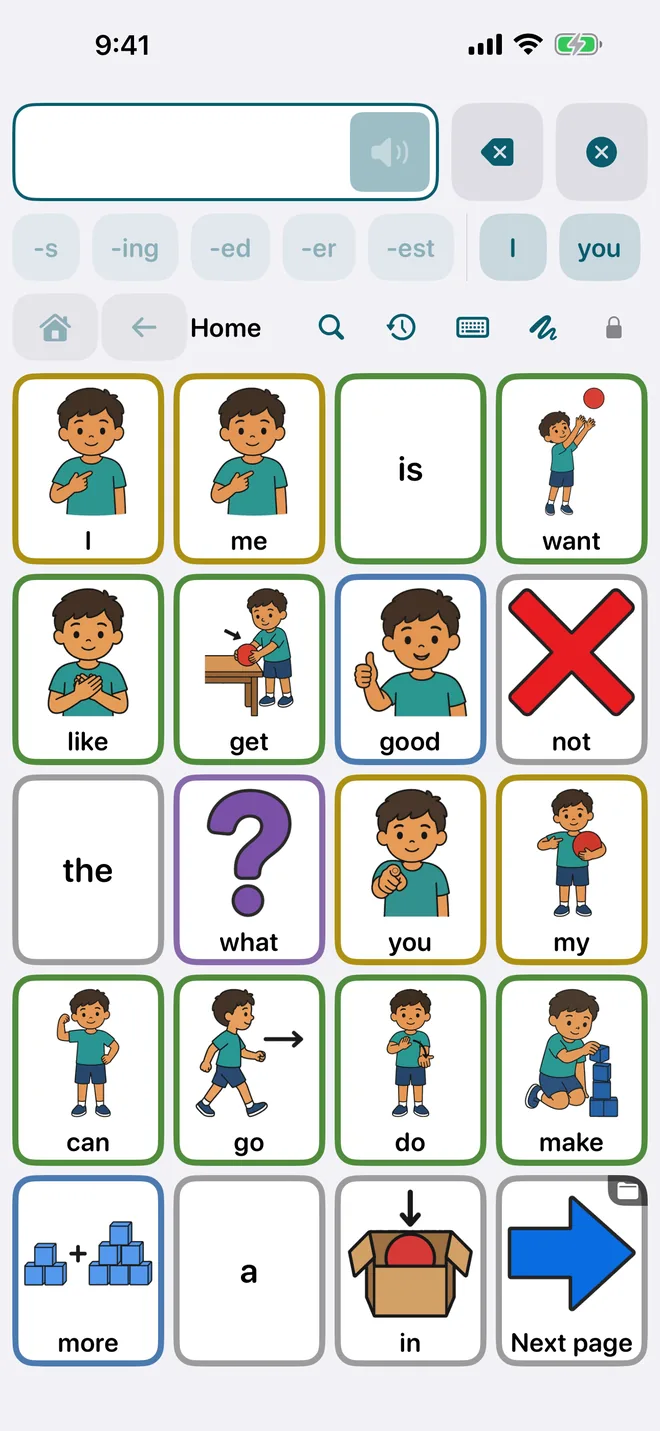 9:41
-s -ing -ed -er -est I you
Home
I me is want
like get good not
the what you my
can go do make
more a in Next page